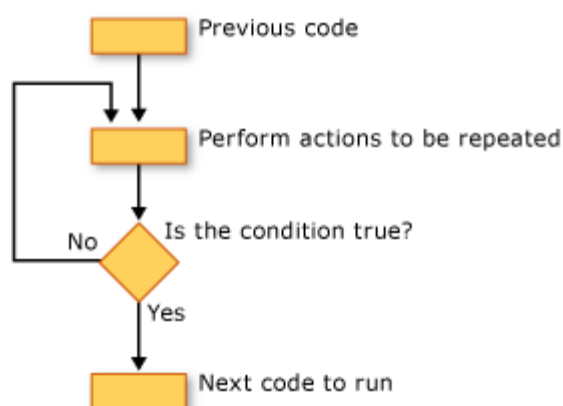 Previous code
Perform actions to be repeated
Is the condition true?
No
Yes
Next code to run